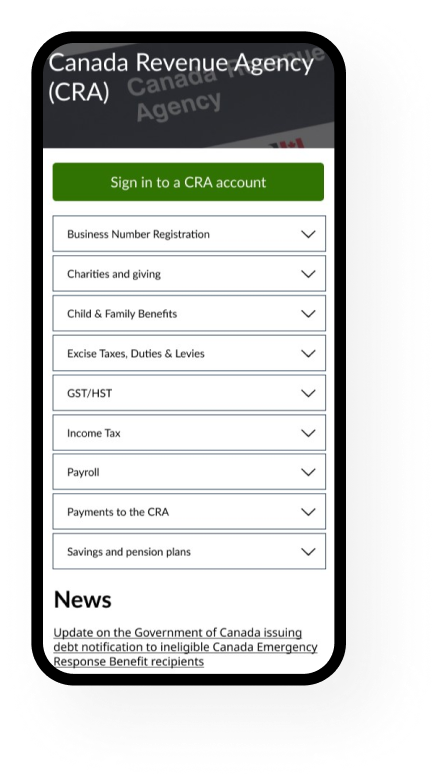 Canada Revenue Agency
(CRA)
Canada Revenue
Agency
Sign in to a CRA account
Business Number Registration
Charities and giving
Child & Family Benefits
Excise Taxes, Duties & Levies
GST/HST
Income Tax
Payroll
Payments to the CRA
Savings and pension plans
News
Update on the Government of Canada issuing
debt notification to ineligible Canada Emergency
Response Benefit recipients